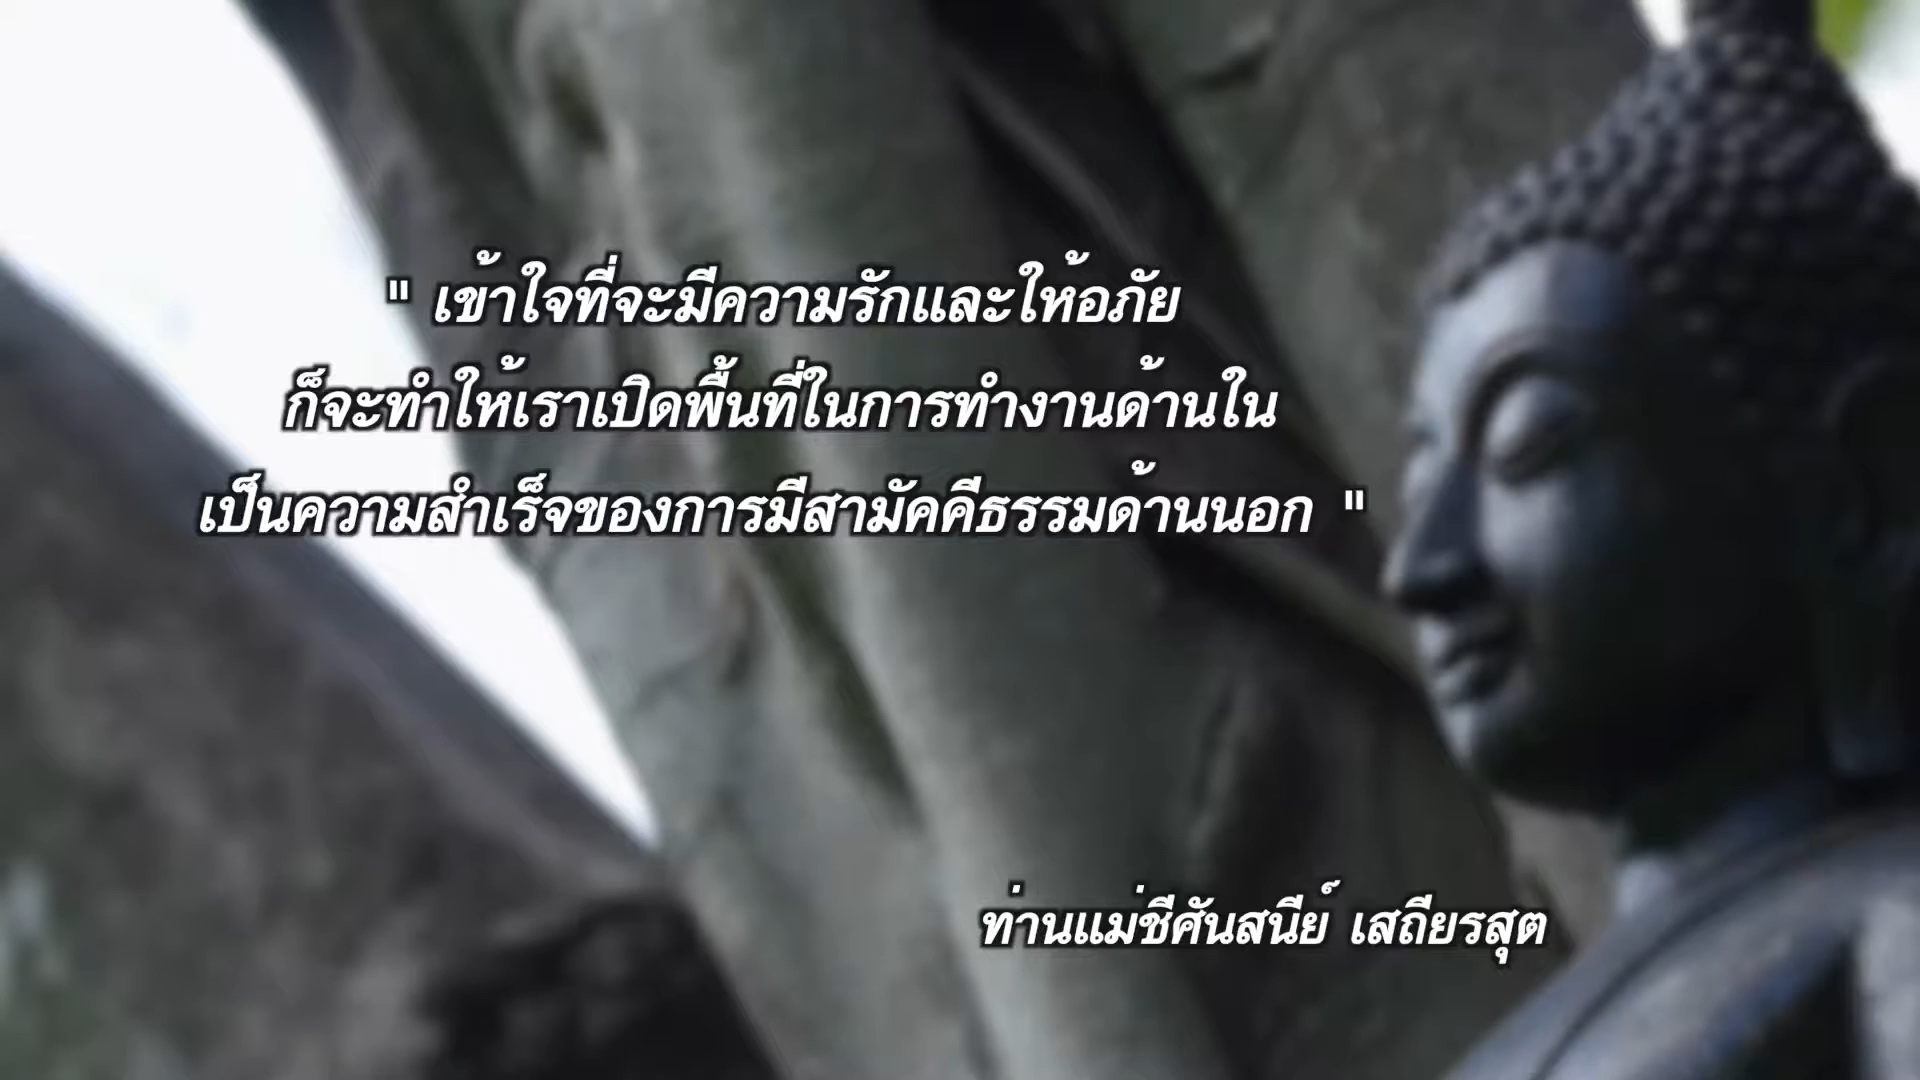 " เข้าใจที่จะมีความรักและให้อภัย
ก็จะทำให้เราเปิดพื้นที่ในการทำงานด้านใน
เป็นความสำเร็จของการมีสามัคคีธรรมด้านนอก "
ท่านแม่ชีศันสนีย์ เสถียรสุต